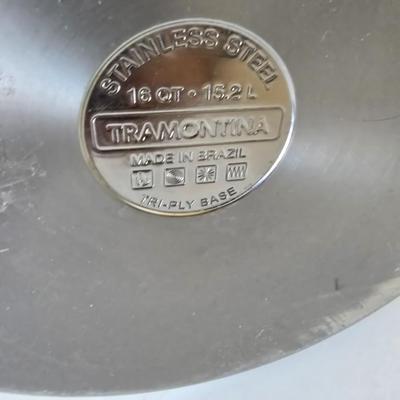 STAINLESS STEEL
16 QT • 15.2 L
TRAMONTINA
MADE IN BRAZIL
TRI-PLY BASE